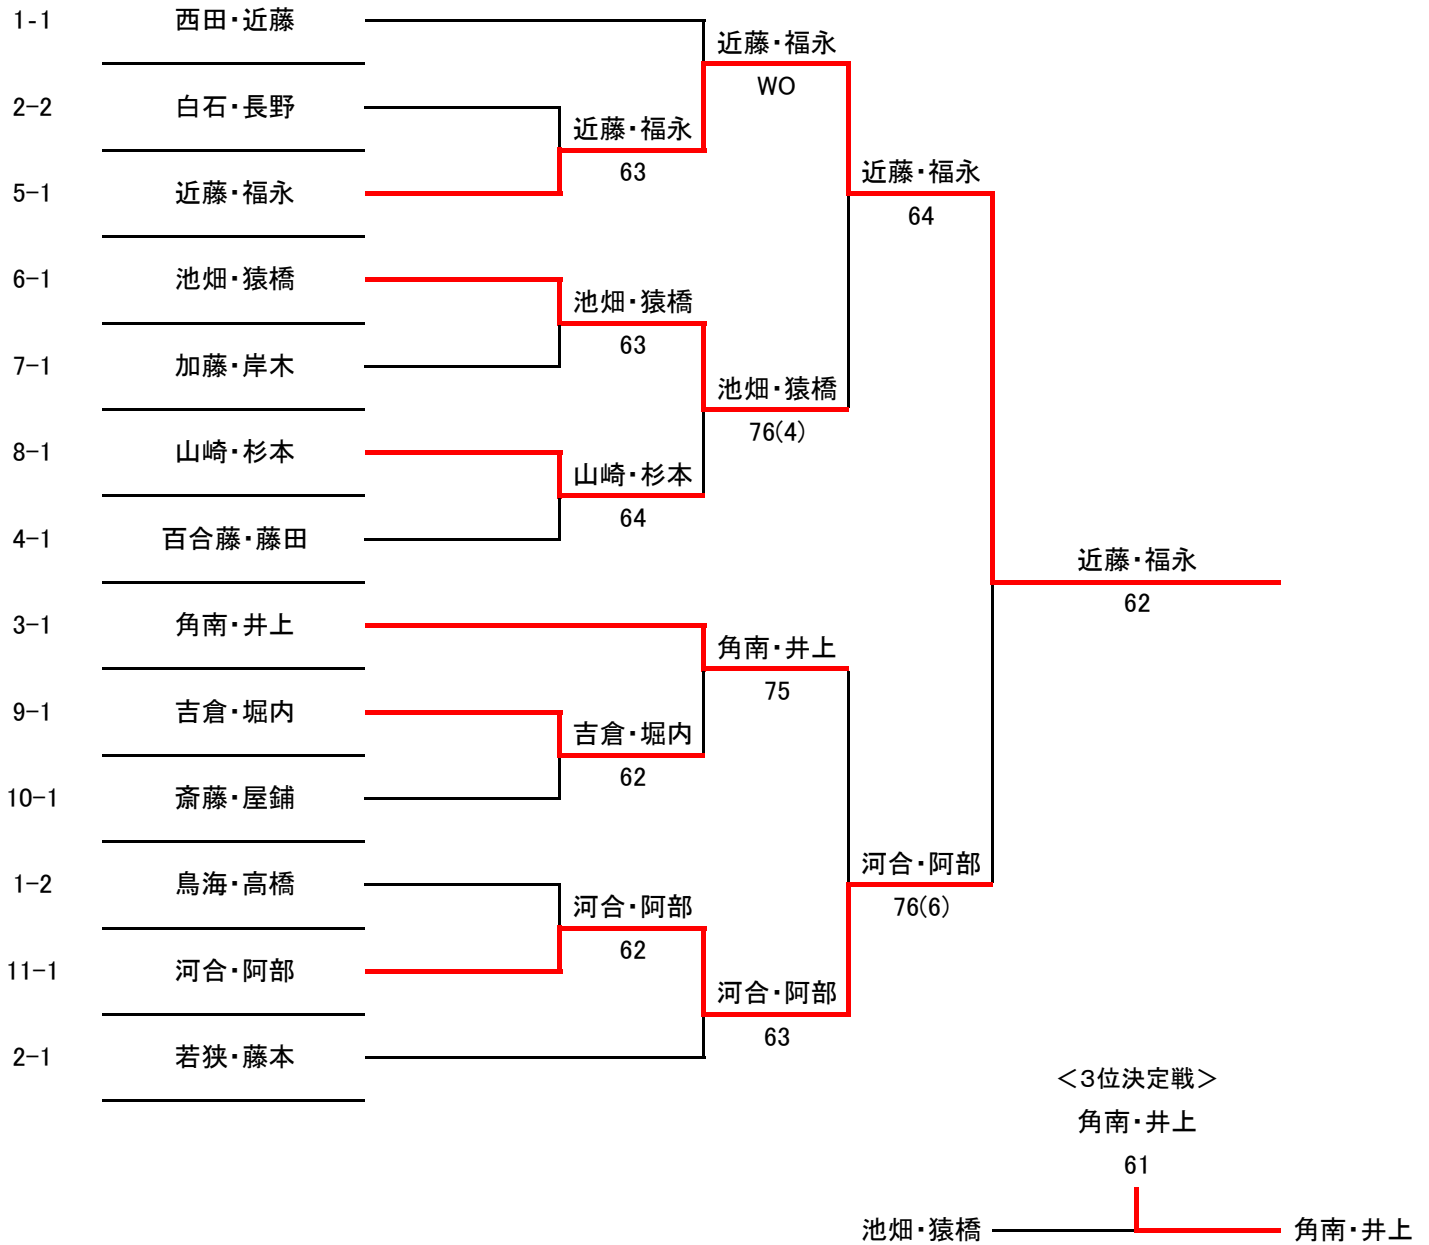 1-1 西田・近藤
近藤・福永
WO
2-2 白石・長野
近藤・福永
63
5-1 近藤・福永
近藤・福永
64
6-1 池畑・猿橋
池畑・猿橋
63
7-1 加藤・岸木
池畑・猿橋
76(4)
8-1 山崎・杉本
山崎・杉本
64
4-1 百合藤・藤田
近藤・福永
62
3-1 角南・井上
角南・井上
75
9-1 吉倉・堀内
吉倉・堀内
62
10-1 斎藤・屋鋪
1-2 鳥海・高橋
河合・阿部
76(6)
河合・阿部
62
11-1 河合・阿部
河合・阿部
63
2-1 若狭・藤本
＜3位決定戦＞
角南・井上
61
池畑・猿橋 角南・井上